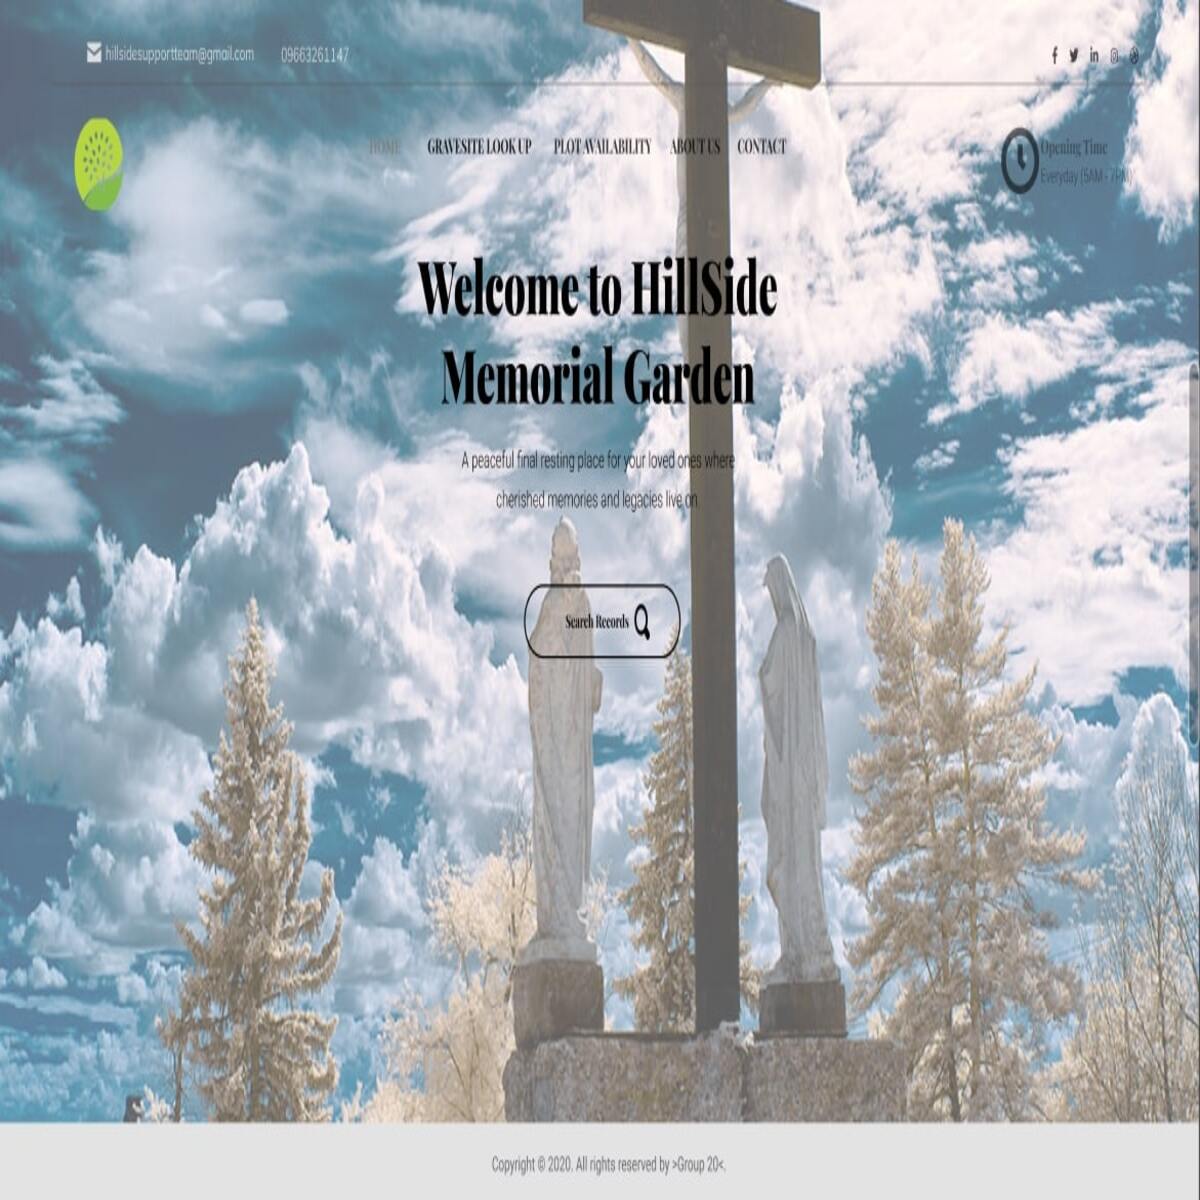 hillsidesupportteam@gmail.com 09663261147
HOME GRAVESITE LOOK UP PLOT AVAILABILITY ABOUT US CONTACT
Opening Time
Everyday (5AM - 7PM)
Welcome to HillSide
Memorial Garden
A peaceful final resting place for your loved ones where
cherished memories and legacies live on
Search Records
Copyright © 2020. All rights reserved by >Group 20<.